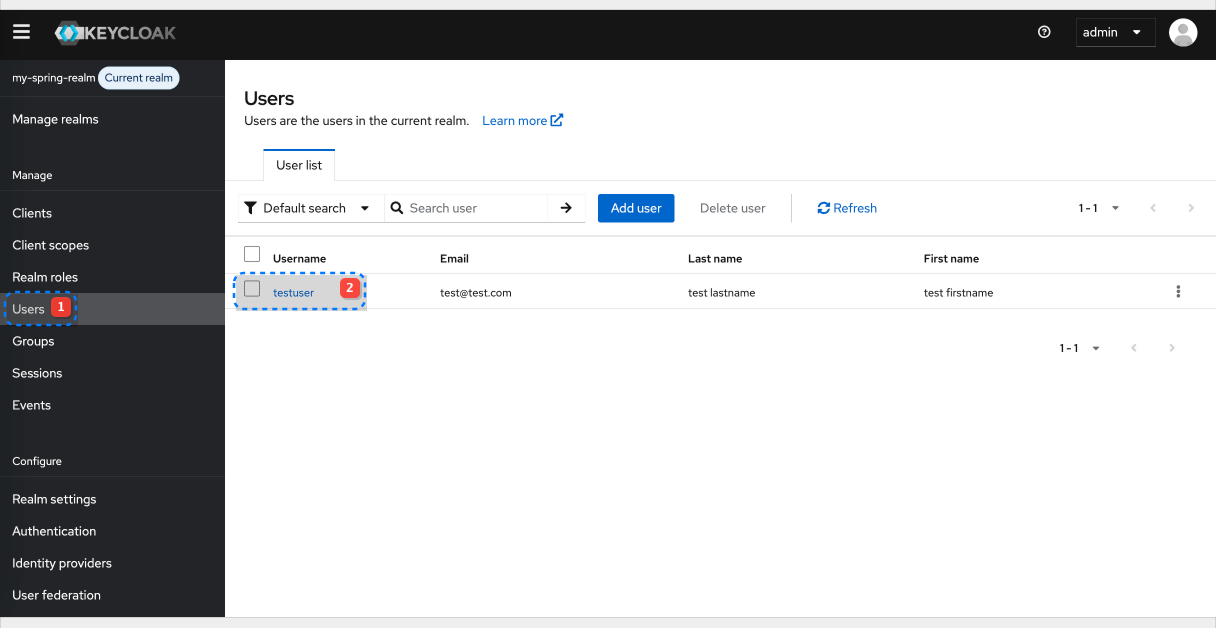 KEYCLOAK
admin
my-spring-realm Current realm
Manage realms
Manage
Clients
Client scopes
Realm roles
Users 1
Groups
Sessions
Events
Configure
Realm settings
Authentication
Identity providers
User federation
Users
Users are the users in the current realm. Learn more
User list
Default search Search user Add user Delete user Refresh 1 - 1
Username Email Last name First name
testuser 2 test@test.com test lastname test firstname
1 - 1